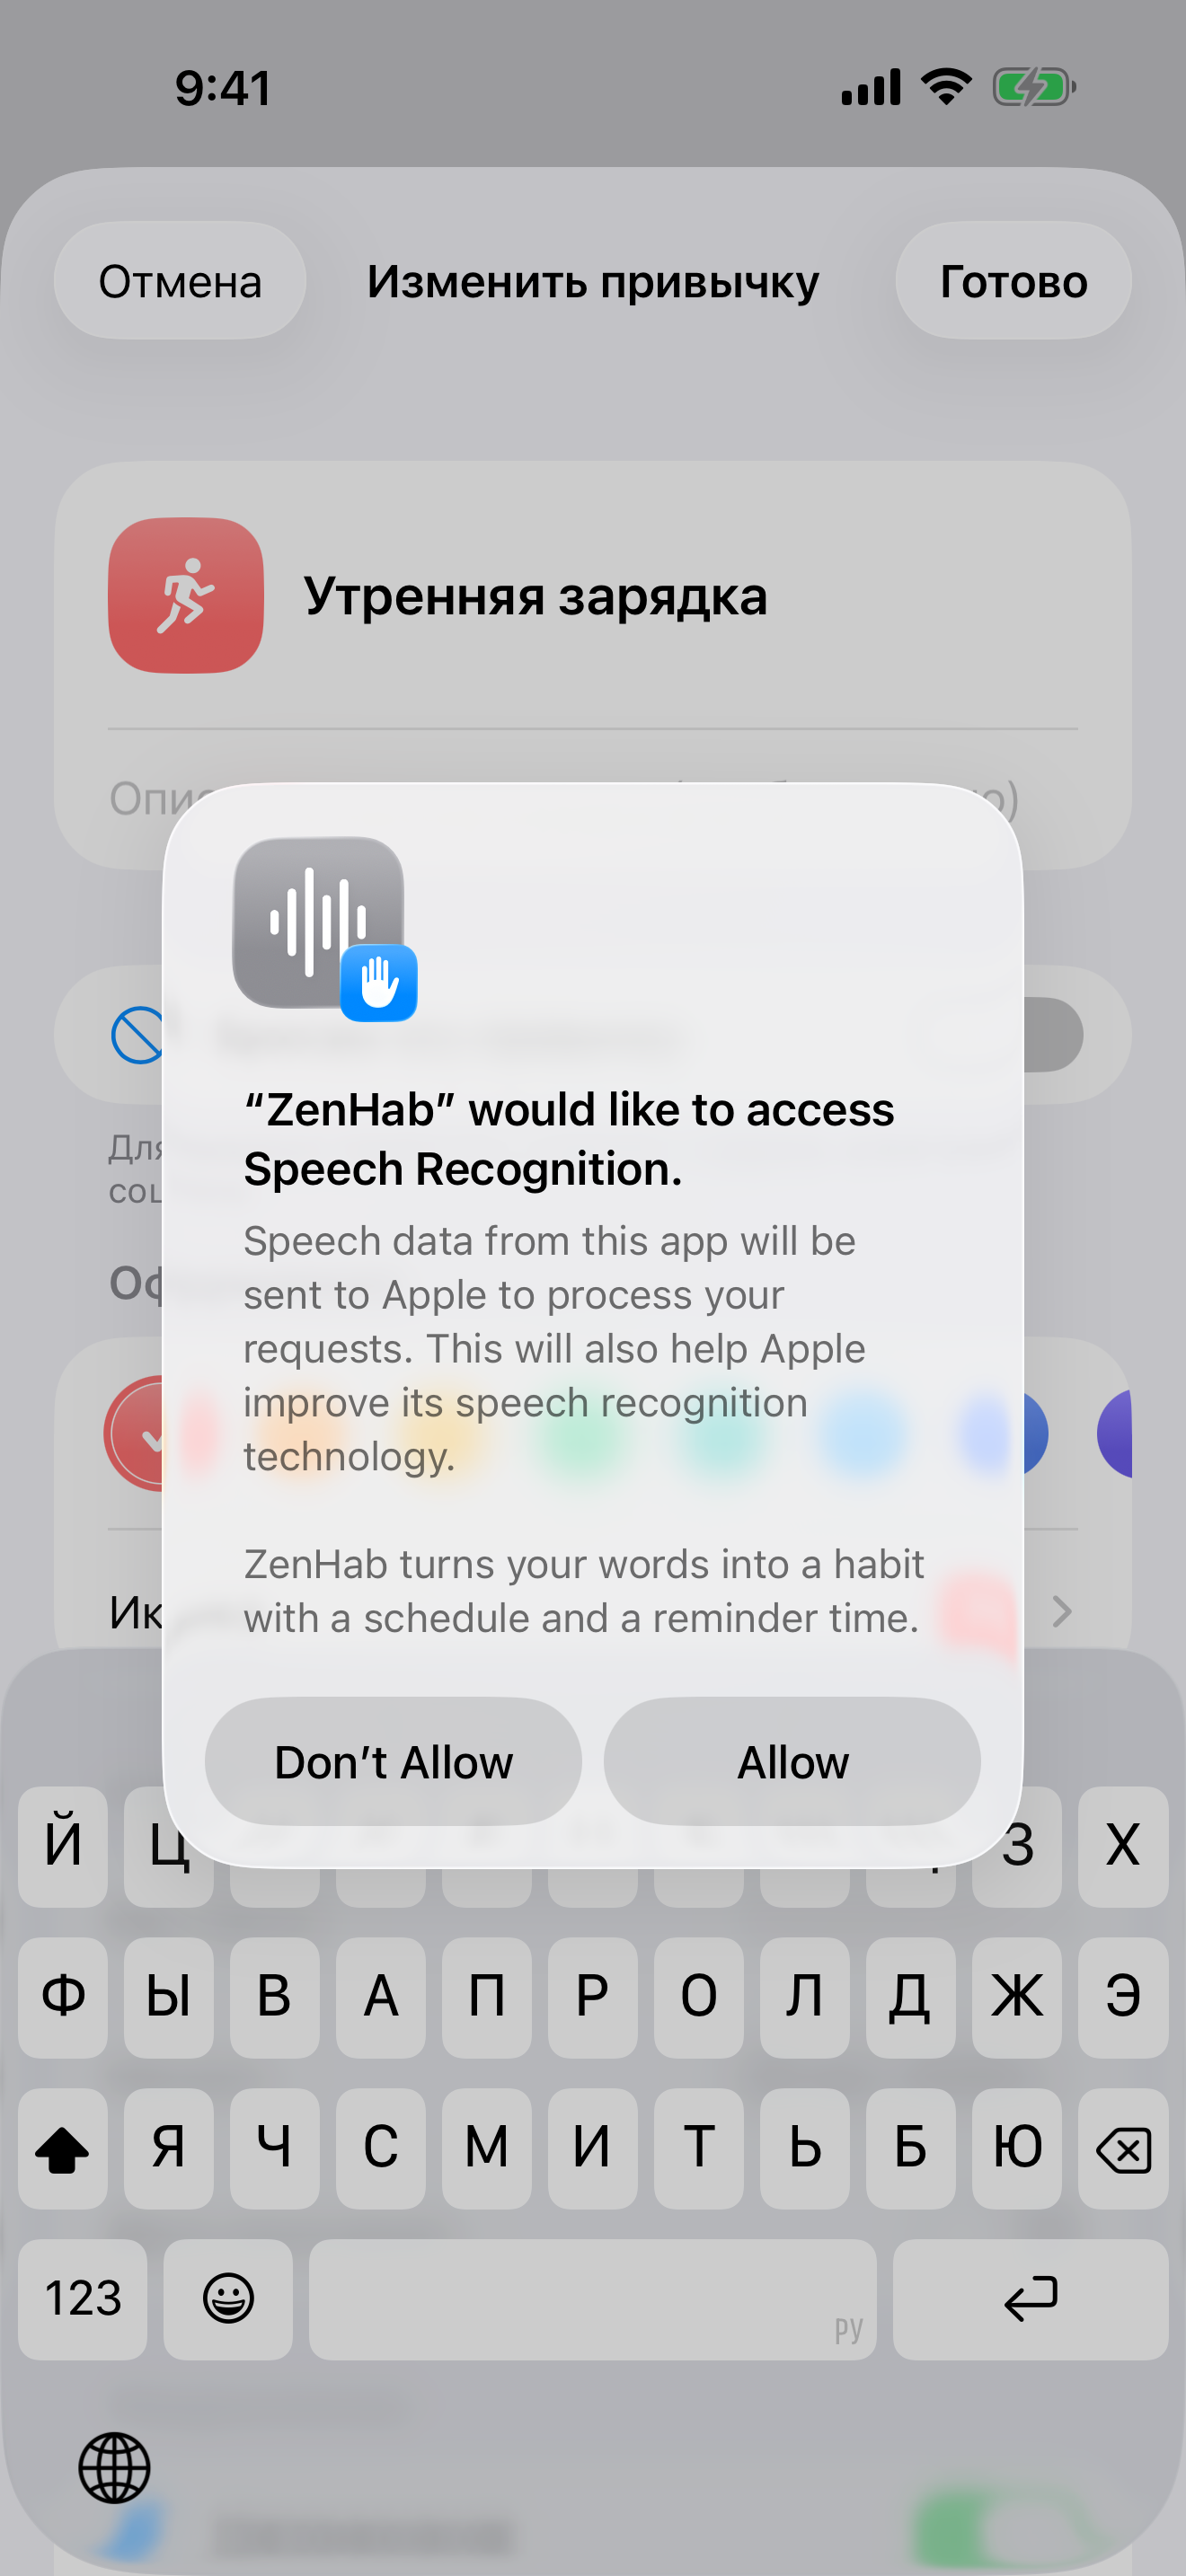 9:41
Отмена
Изменить привычку
Готово
Утренняя зарядка
“ZenHab” would like to access
Speech Recognition.
Speech data from this app will be
sent to Apple to process your
requests. This will also help Apple
improve its speech recognition
technology.
ZenHab turns your words into a habit
with a schedule and a reminder time.
Don’t Allow
Allow
Й Ц З Х
Ф Ы В А П Р О Л Д Ж Э
Я Ч С М И Т Ь Б Ю
123
РУ